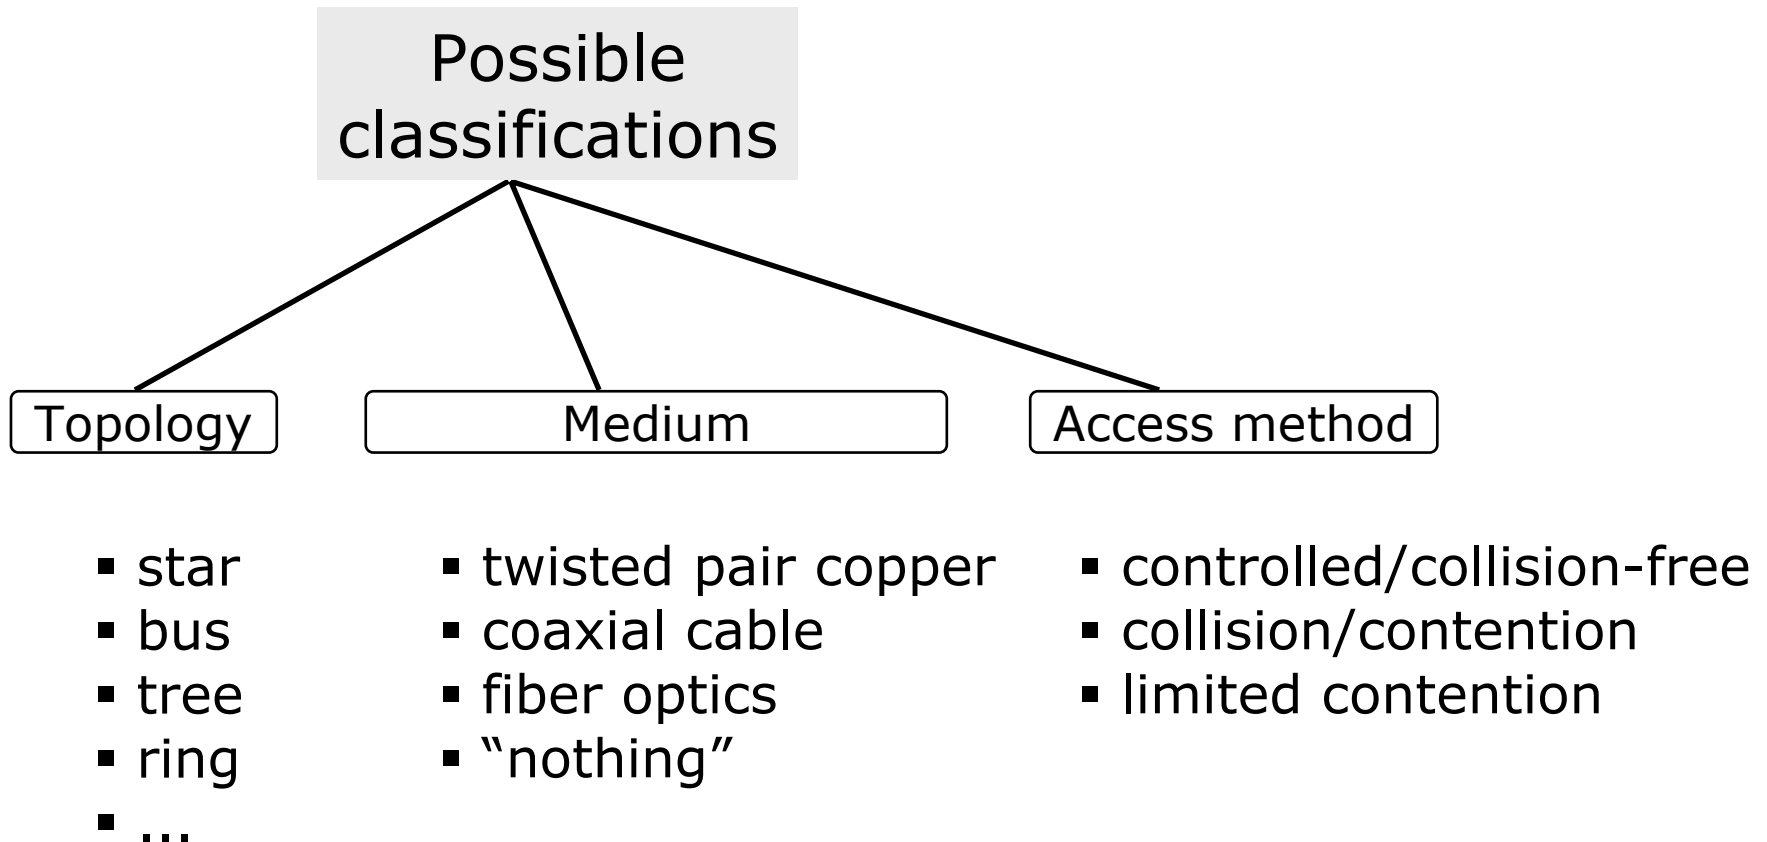 Possible
classifications
Topology
Medium
Access method
▪ star
▪ bus
▪ tree
▪ ring
▪ ...
▪ twisted pair copper
▪ coaxial cable
▪ fiber optics
▪ “nothing”
▪ controlled/collision-free
▪ collision/contention
▪ limited contention